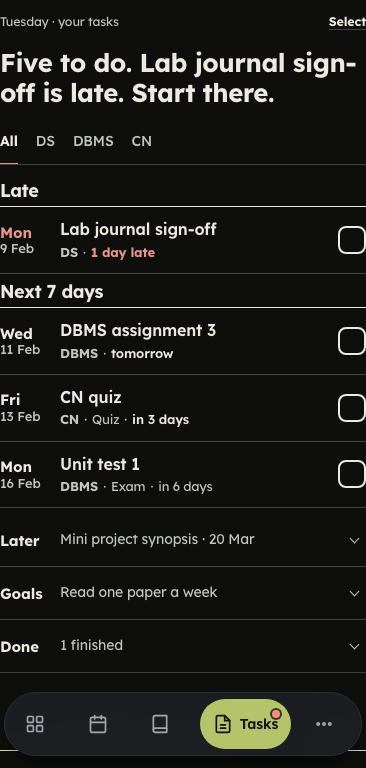 Tuesday · your tasks
Select
Five to do. Lab journal sign-
off is late. Start there.
All DS DBMS CN
Late
Mon
9 Feb
Lab journal sign-off
DS · 1 day late
Next 7 days
Wed
11 Feb
DBMS assignment 3
DBMS · tomorrow
Fri
13 Feb
CN quiz
CN · Quiz · in 3 days
Mon
16 Feb
Unit test 1
DBMS · Exam · in 6 days
Later Mini project synopsis · 20 Mar
Goals Read one paper a week
Done 1 finished
Tasks